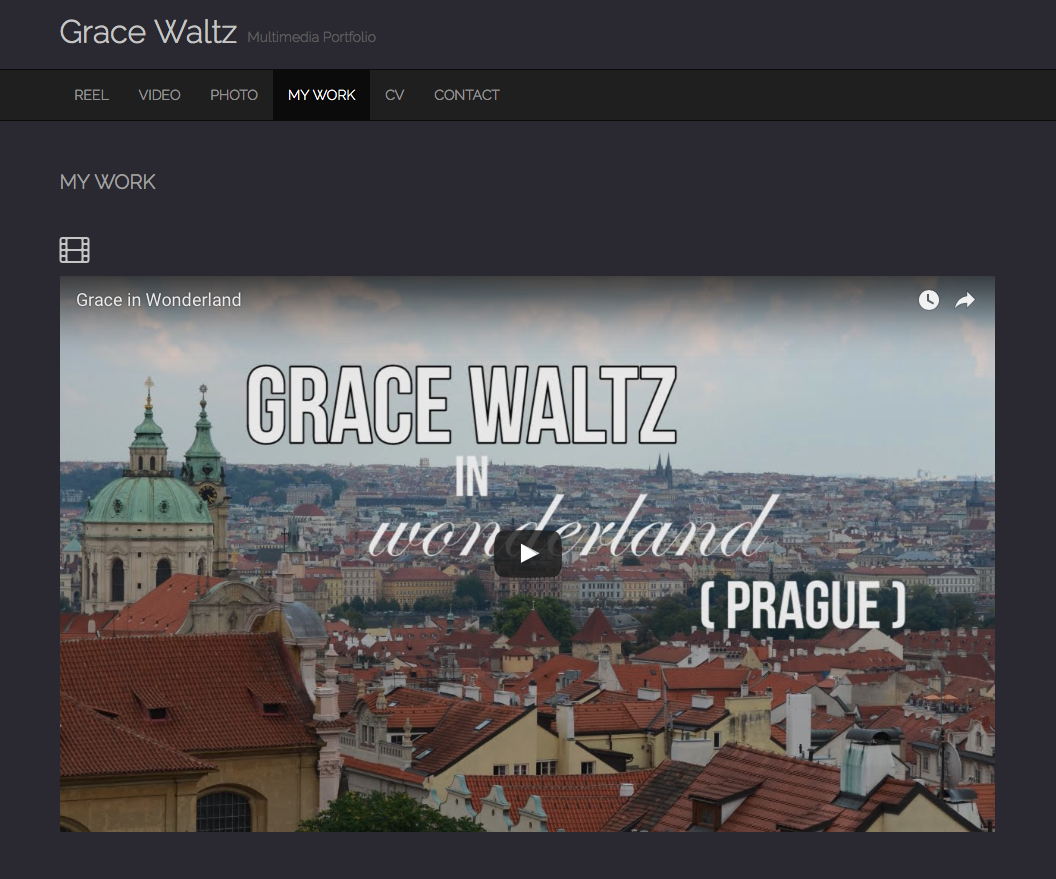 Grace Waltz Multimedia Portfolio
REEL VIDEO PHOTO MY WORK CV CONTACT
MY WORK
Grace in Wonderland
GRACE WALTZ
IN
wonderland
( PRAGUE )